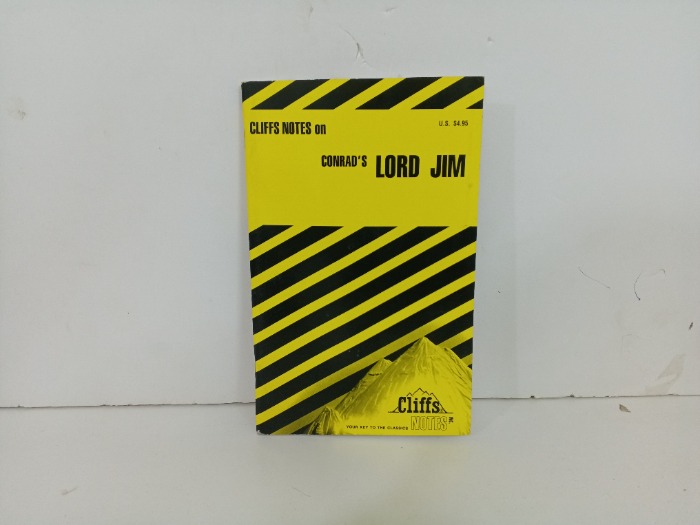 CLIFFS NOTES on
U.S. $4.95
CONRAD'S LORD JIM
Cliffs
NOTES
YOUR KEY TO THE CLASSICS